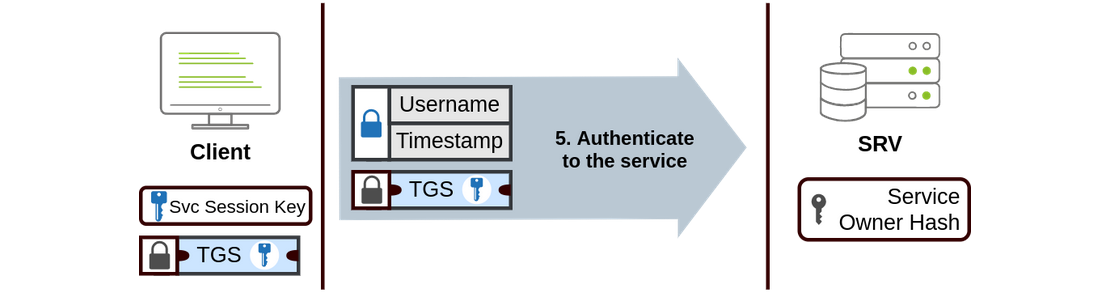 Client
Svc Session Key
TGS
Username
Timestamp
TGS
5. Authenticate
to the service
SRV
Service
Owner Hash